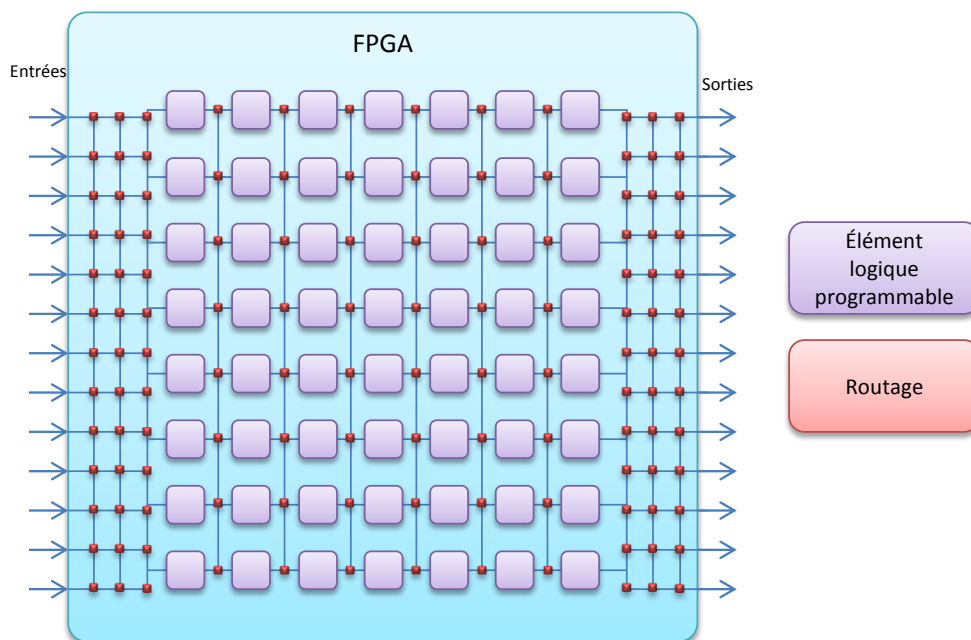 FPGA
Entrées
Sorties
Élément
logique
programmable
Routage